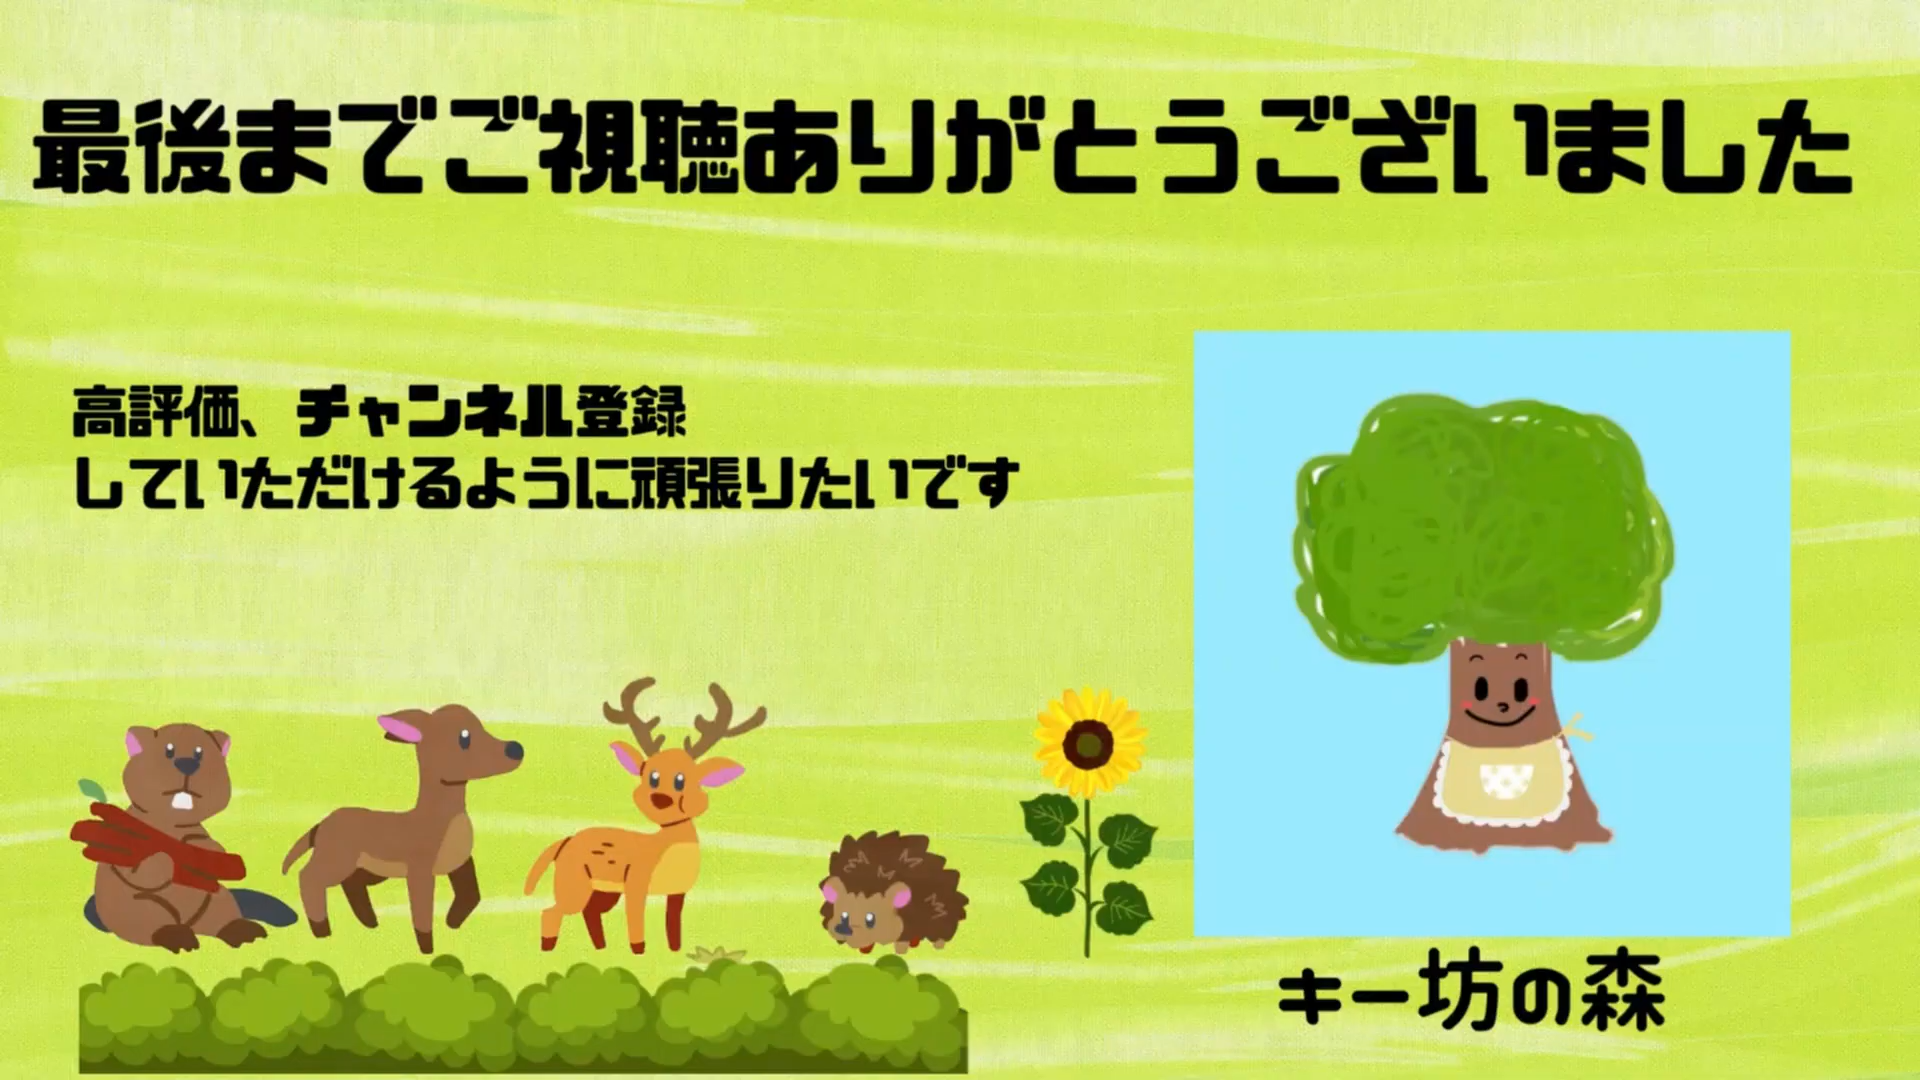 最後までご視聴ありがとうございました
高評価、チャンネル登録
していただけるように頑張りたいです
キー坊の森